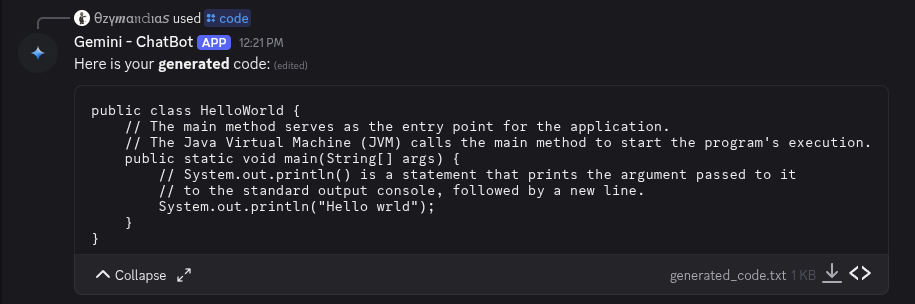 θzymαndιαs used code
Gemini - ChatBot APP 12:21 PM
Here is your generated code: (edited)
public class HelloWorld {
    // The main method serves as the entry point for the application.
    // The Java Virtual Machine (JVM) calls the main method to start the program's execution.
    public static void main(String[] args) {
        // System.out.println() is a statement that prints the argument passed to it
        // to the standard output console, followed by a new line.
        System.out.println("Hello wrld");
    }
}
Collapse generated_code.txt 1 KB